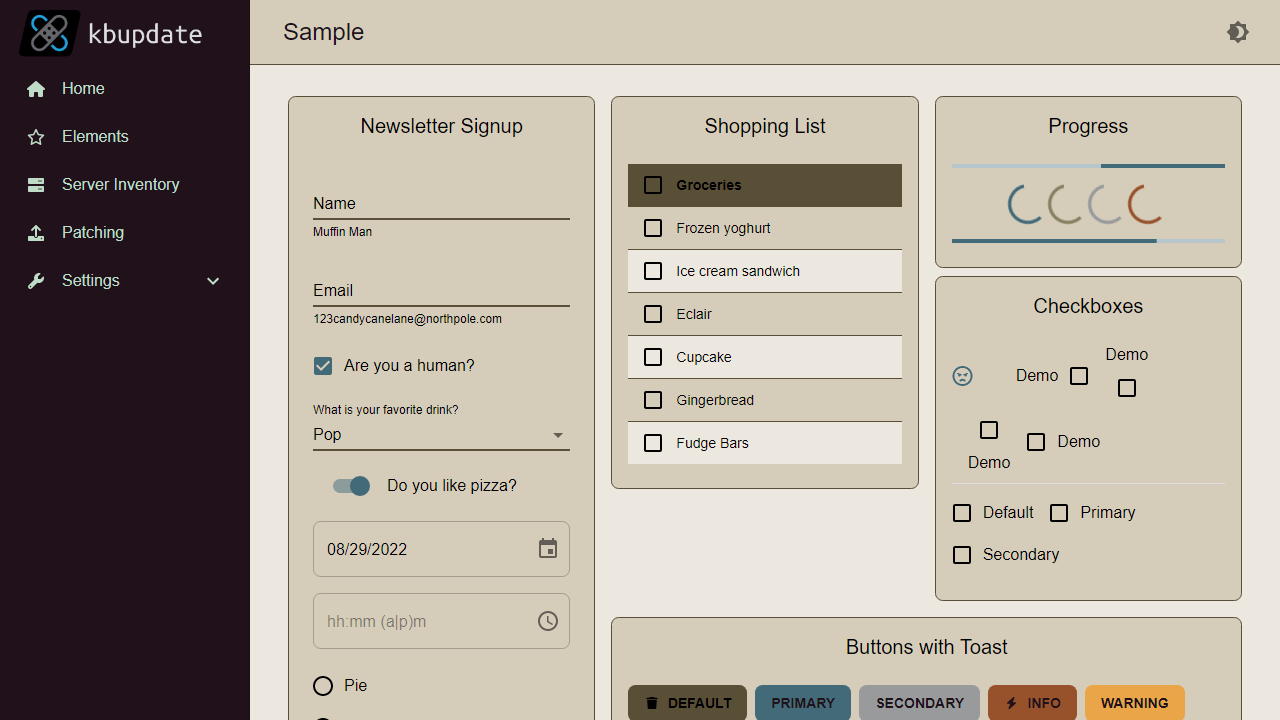 kbupdate
Home
Elements
Server Inventory
Patching
Settings
Sample
Newsletter Signup
Name
Muffin Man
Email
123candycanelane@northpole.com
Are you a human?
What is your favorite drink?
Pop
Do you like pizza?
08/29/2022
hh:mm (a|p)m
Pie
Shopping List
Groceries
Frozen yoghurt
Ice cream sandwich
Eclair
Cupcake
Gingerbread
Fudge Bars
Progress
Checkboxes
Demo
Demo
Demo
Demo
Default
Primary
Secondary
Buttons with Toast
DEFAULT
PRIMARY
SECONDARY
INFO
WARNING